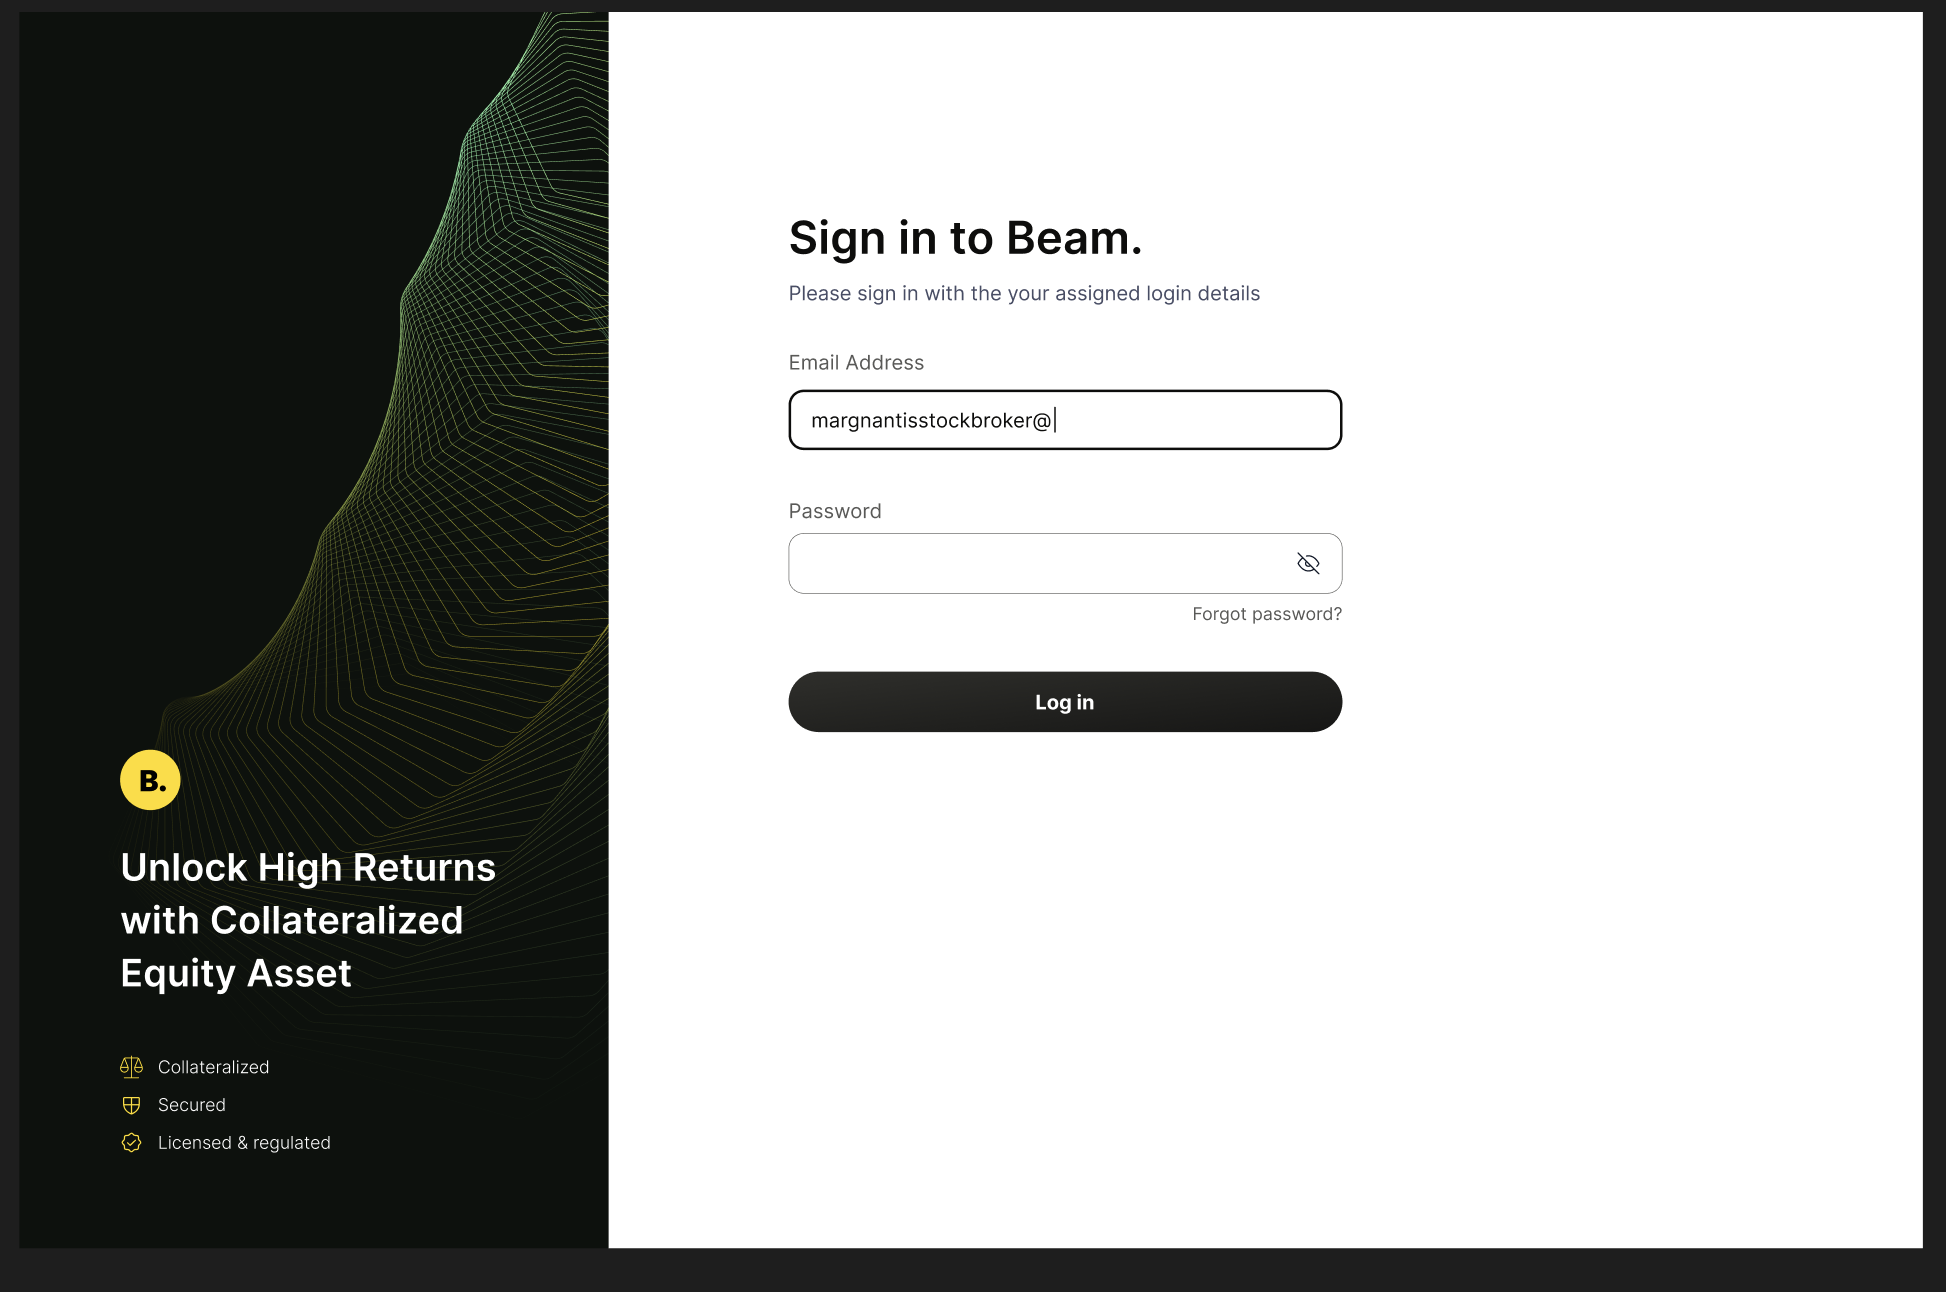 B.
Unlock High Returns
with Collateralized
Equity Asset
Collateralized
Secured
Licensed & regulated
Sign in to Beam.
Please sign in with the your assigned login details
Email Address
margnantisstockbroker@
Password
Forgot password?
Log in